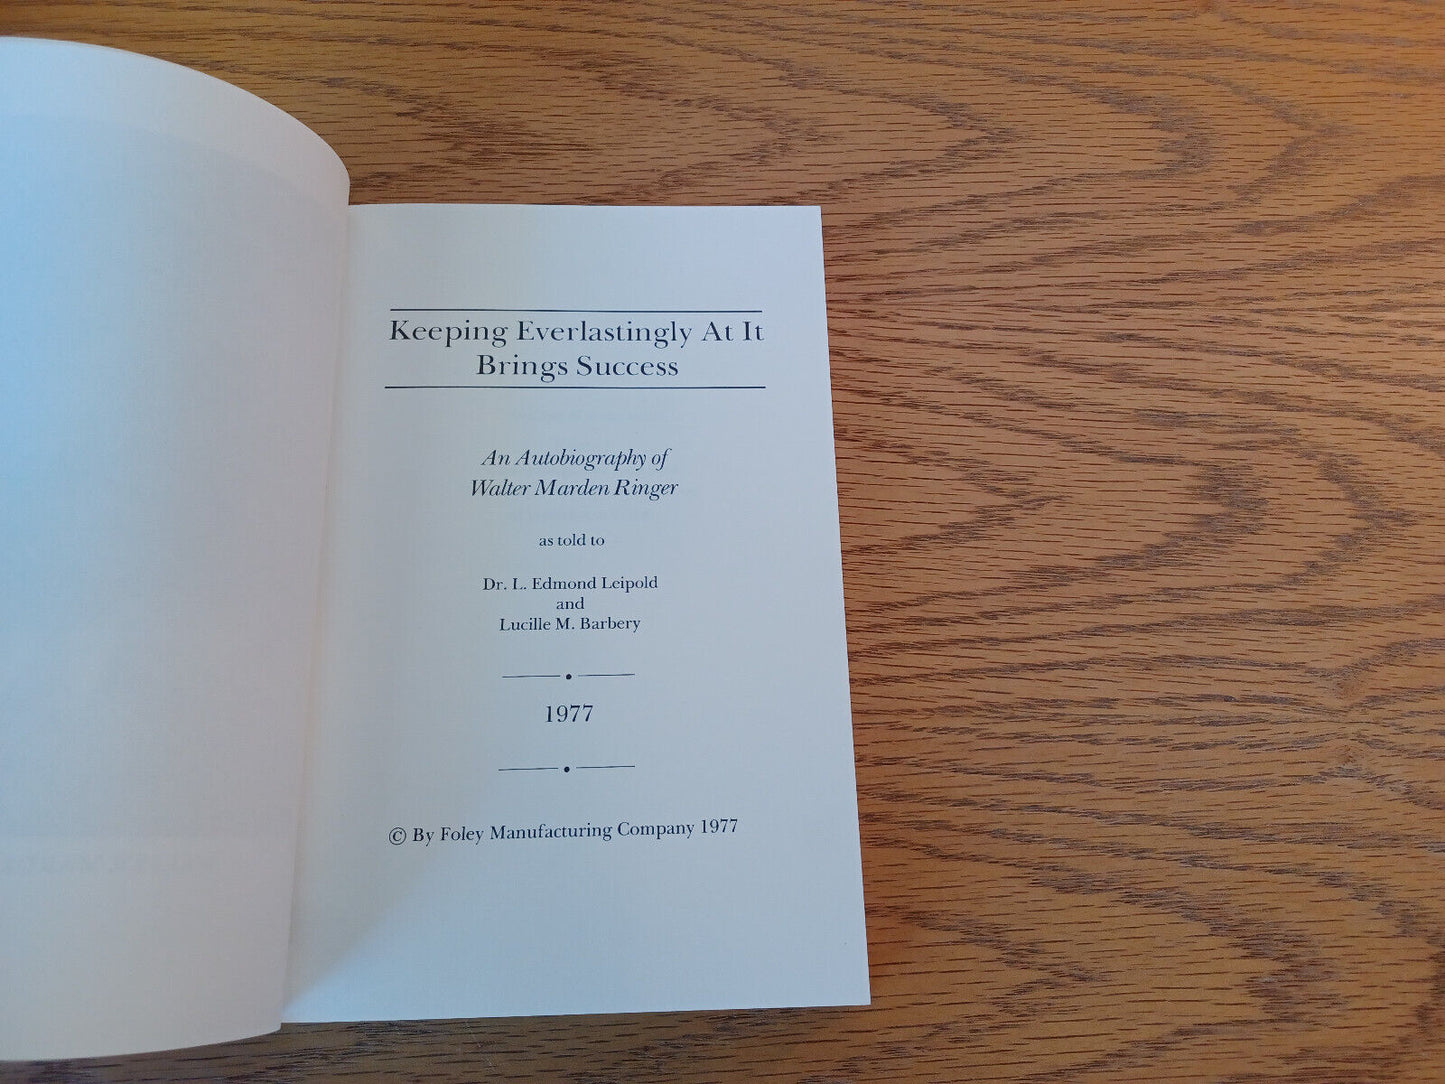 Keeping Everlastingly At It
Brings Success
An Autobiography of
Walter Marden Ringer
as told to
Dr. L. Edmond Leipold
and
Lucille M. Barbery
1977
© By Foley Manufacturing Company 1977